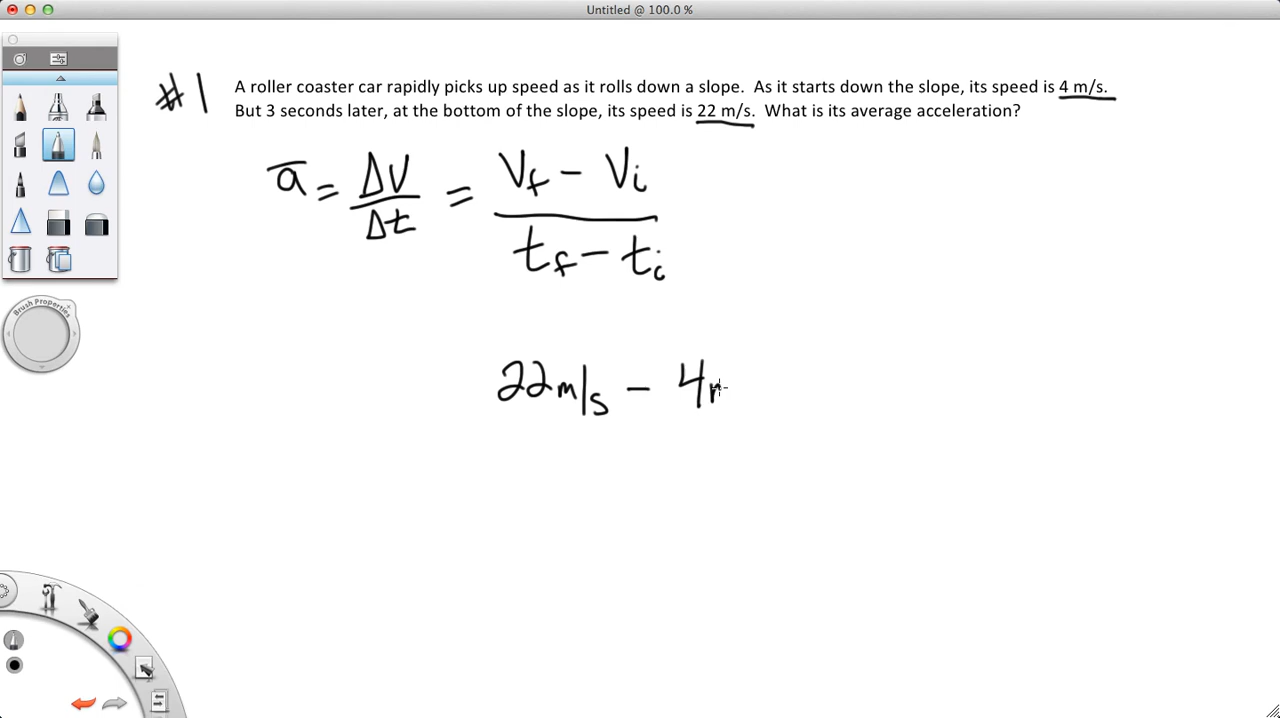 Untitled @ 100.0 %
#1 A roller coaster car rapidly picks up speed as it rolls down a slope. As it starts down the slope, its speed is 4 m/s.
But 3 seconds later, at the bottom of the slope, its speed is 22 m/s. What is its average acceleration?
a̅ = ΔV/Δt = Vf - Vi / tf - ti
Brush Properties
22m/s - 4m